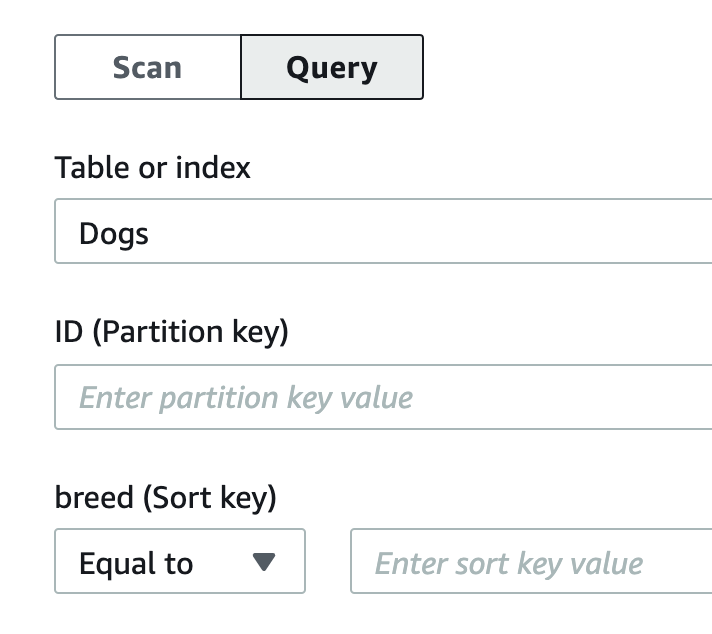 Scan Query
Table or index
Dogs
ID (Partition key)
Enter partition key value
breed (Sort key)
Equal to Enter sort key value